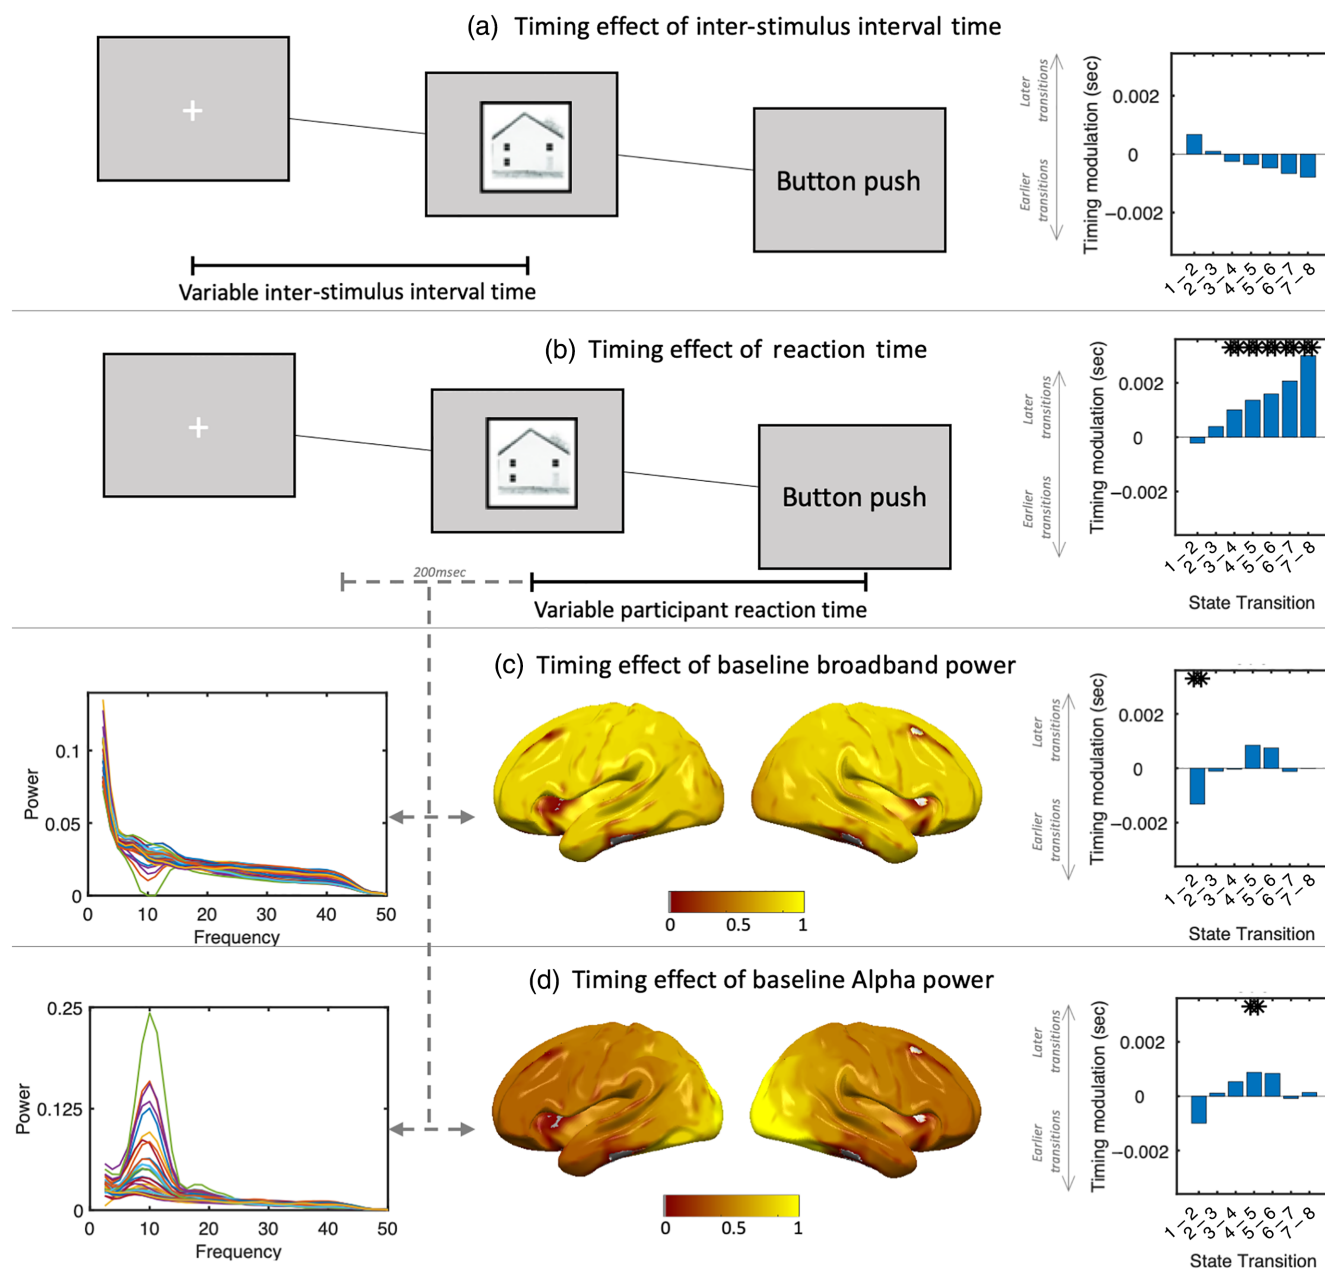 (a) Timing effect of inter-stimulus interval time
Button push
Variable inter-stimulus interval time
Later transitions
Earlier transitions
Timing modulation (sec)
0.002
0
−0.002
1–2
2–3
3–4
4–5
5–6
6–7
7–8
(b) Timing effect of reaction time
Button push
200msec
Variable participant reaction time
Later transitions
Earlier transitions
Timing modulation (sec)
0.002
0
−0.002
1–2
2–3
3–4
4–5
5–6
6–7
7–8
State Transition
(c) Timing effect of baseline broadband power
Power
0.1
0.05
0
0 10 20 30 40 50
Frequency
0 0.5 1
Later transitions
Earlier transitions
Timing modulation (sec)
0.002
0
−0.002
1–2
2–3
3–4
4–5
5–6
6–7
7–8
State Transition
(d) Timing effect of baseline Alpha power
Power
0.25
0.125
0
0 10 20 30 40 50
Frequency
0 0.5 1
Later transitions
Earlier transitions
Timing modulation (sec)
0.002
0
−0.002
1–2
2–3
3–4
4–5
5–6
6–7
7–8
State Transition